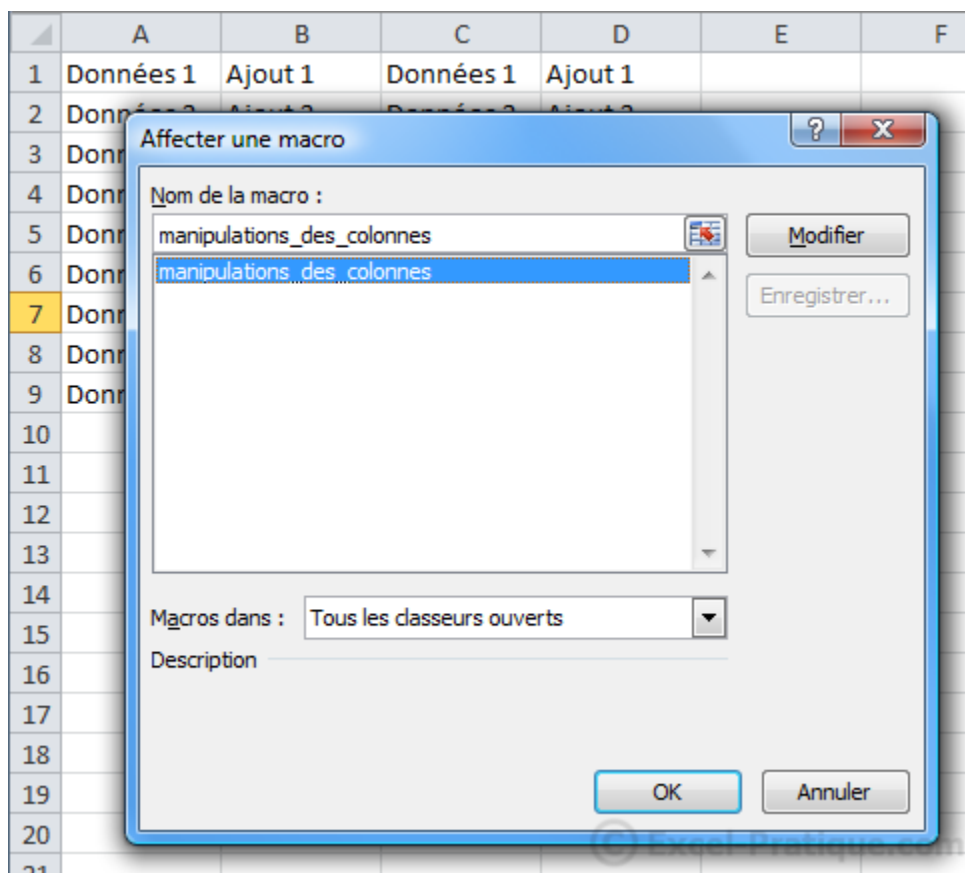 A B C D E F
1 Données 1 Ajout 1 Données 1 Ajout 1
2
Affecter une macro ?
3
4 Nom de la macro :
5 manipulations_des_colonnes Modifier
6 manipulations_des_colonnes
Enregistrer...
7
8
9
10
11
12
13
14
Macros dans : Tous les classeurs ouverts
15
Description
16
17
18
19 OK Annuler
20
© Excel-Pratique.com
21